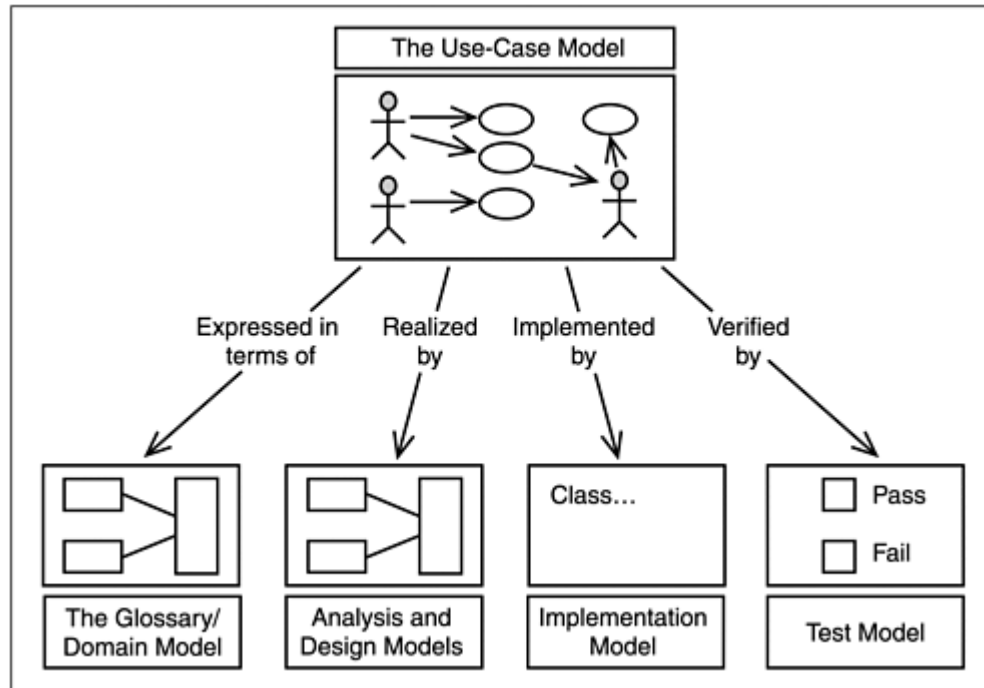 The Use-Case Model
Expressed in
terms of
Realized
by
Implemented
by
Verified
by
Class…
Pass
Fail
The Glossary/
Domain Model
Analysis and
Design Models
Implementation
Model
Test Model